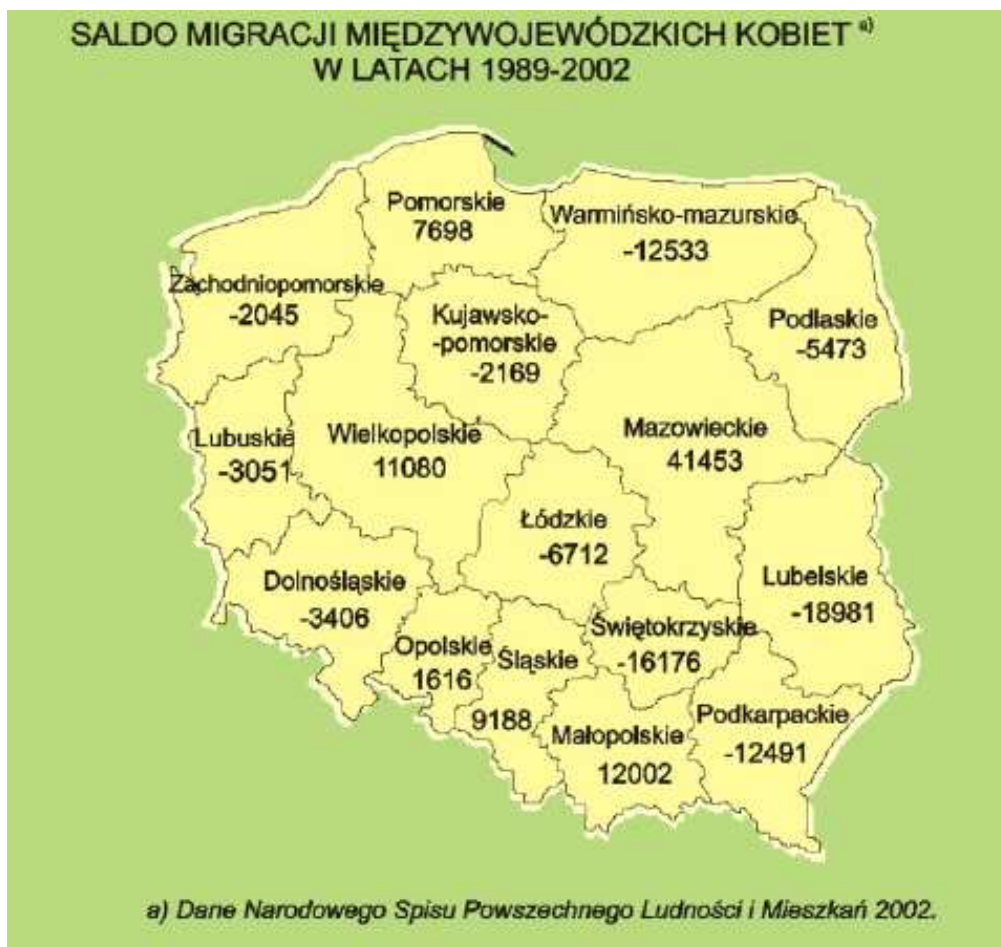 SALDO MIGRACJI MIĘDZYWOJEWÓDZKICH KOBIET a)
W LATACH 1989-2002
Pomorskie
7698
Warmińsko-mazurskie
-12533
Zachodniopomorskie
-2045
Kujawsko-
-pomorskie
-2169
Podlaskie
-5473
Lubuskie
-3051
Wielkopolskie
11080
Mazowieckie
41453
Łódzkie
-6712
Dolnośląskie
-3406
Lubelskie
-18981
Opolskie
1616
Śląskie
9188
Świętokrzyskie
-16176
Małopolskie
12002
Podkarpackie
-12491
a) Dane Narodowego Spisu Powszechnego Ludności i Mieszkań 2002.